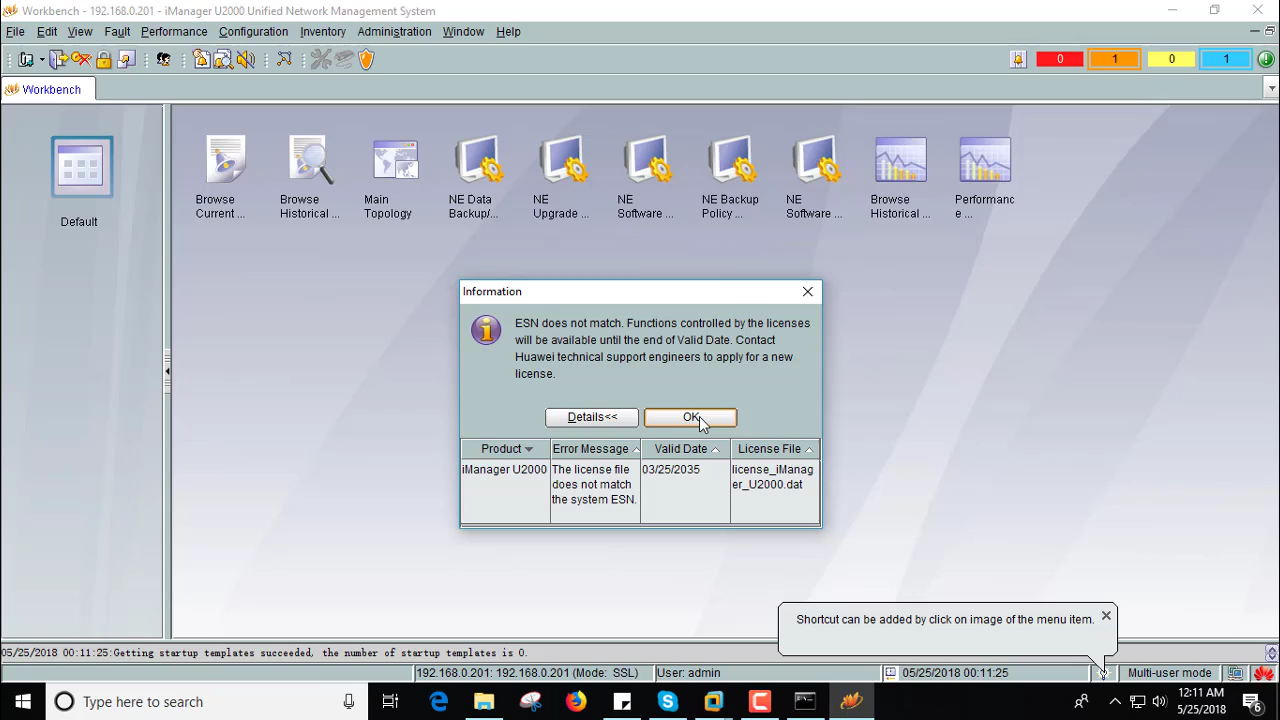 Workbench - 192.168.0.201 - iManager U2000 Unified Network Management System
File Edit View Fault Performance Configuration Inventory Administration Window Help
0 1 0 1
Workbench
Default
Browse Current ...
Browse Historical ...
Main Topology
NE Data Backup/...
NE Upgrade ...
NE Software ...
NE Backup Policy ...
NE Software ...
Browse Historical ...
Performanc e ...
Information
ESN does not match. Functions controlled by the licenses
will be available until the end of Valid Date. Contact
Huawei technical support engineers to apply for a new
license.
Details<< OK
Product Error Message Valid Date License File
iManager U2000 The license file 03/25/2035 license_iManag
does not match er_U2000.dat
the system ESN.
Shortcut can be added by click on image of the menu item.
05/25/2018 00:11:25:Getting startup templates succeeded, the number of startup templates is 0.
192.168.0.201: 192.168.0.201 (Mode: SSL) User: admin 05/25/2018 00:11:25 Multi-user mode
Type here to search
12:11 AM
5/25/2018
6